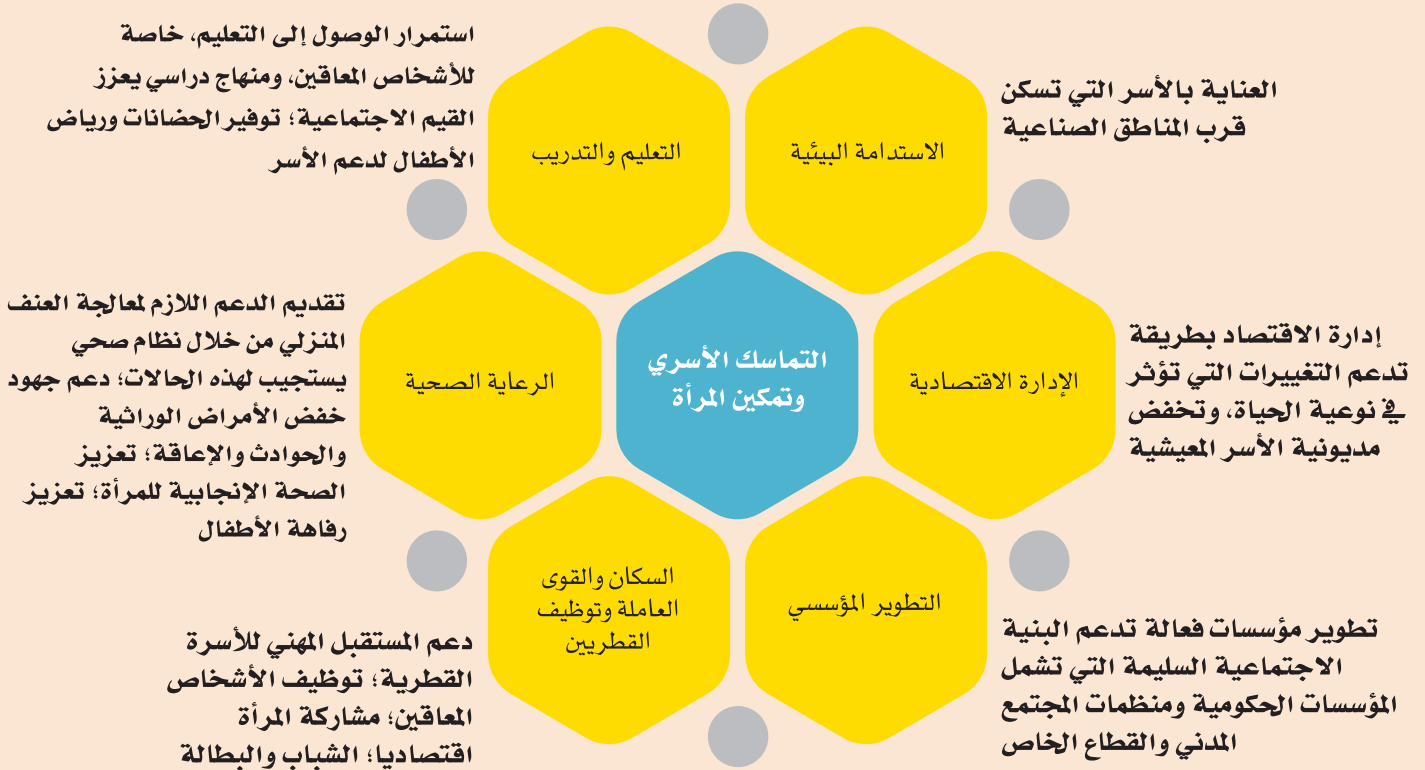 العناية بالأسر التي تسكن
قرب المناطق الصناعية
الاستدامة البيئية
التعليم والتدريب
استمرار الوصول إلى التعليم، خاصة
للأشخاص المعاقين، ومنهاج دراسي يعزز
القيم الاجتماعية؛ توفير الحضانات ورياض
الأطفال لدعم الأسر
إدارة الاقتصاد بطريقة
تدعم التغييرات التي تؤثر
في نوعية الحياة، وتخفض
مديونية الأسر المعيشية
الإدارة الاقتصادية
التماسك الأسري
وتمكين المرأة
الرعاية الصحية
تقديم الدعم اللازم لمعالجة العنف
المنزلي من خلال نظام صحي
يستجيب لهذه الحالات؛ دعم جهود
خفض الأمراض الوراثية
والحوادث والإعاقة؛ تعزيز
الصحة الإنجابية للمرأة؛ تعزيز
رفاهة الأطفال
تطوير مؤسسات فعالة تدعم البنية
الاجتماعية السليمة التي تشمل
المؤسسات الحكومية ومنظمات المجتمع
المدني والقطاع الخاص
التطوير المؤسسي
السكان والقوى
العاملة وتوظيف
القطريين
دعم المستقبل المهني للأسرة
القطرية؛ توظيف الأشخاص
المعاقين؛ مشاركة المرأة
اقتصاديا؛ الشباب والبطالة